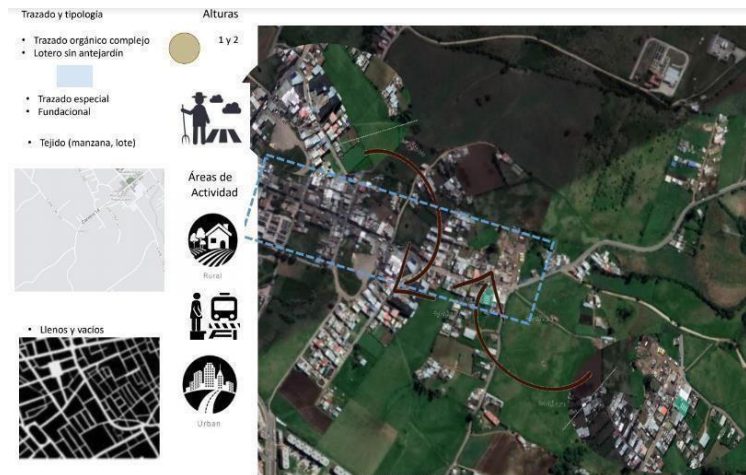 Trazado y tipología
Alturas
• Trazado orgánico complejo
• Lotero sin antejardín
1 y 2
• Trazado especial
• Fundacional
• Tejido (manzana, lote)
Áreas de
Actividad
Rural
• Llenos y vacíos
Urban